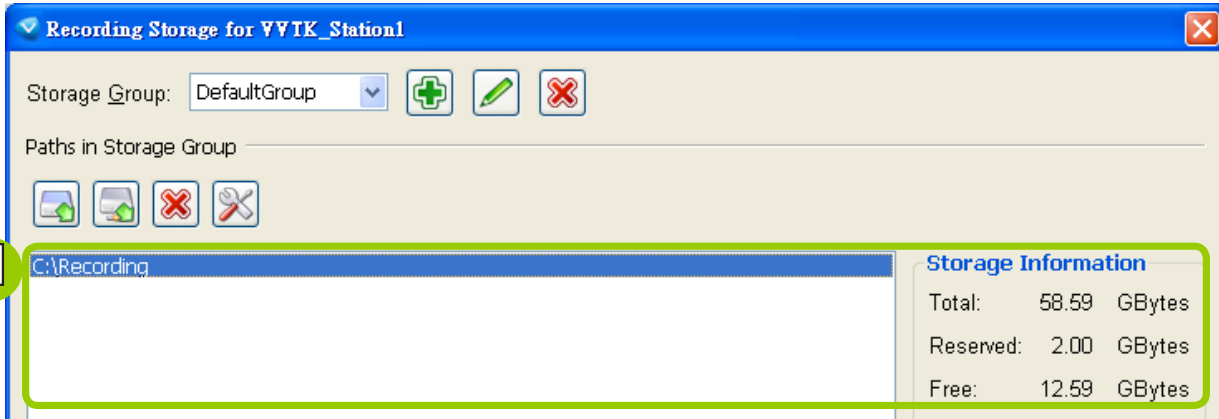 Recording Storage for VVTK_Station1
Storage Group: DefaultGroup
Paths in Storage Group
C:\Recording
Storage Information
Total: 58.59 GBytes
Reserved: 2.00 GBytes
Free: 12.59 GBytes